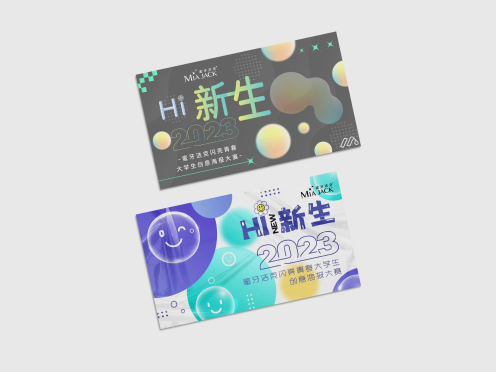 MIA JACK
Hi 新生
2023
-蜜牙洁克闪亮青春
大学生创意海报大赛-
MIA JACK
Hi NEW 新生
2023
蜜牙洁克闪亮青春大学生
创意海报大赛